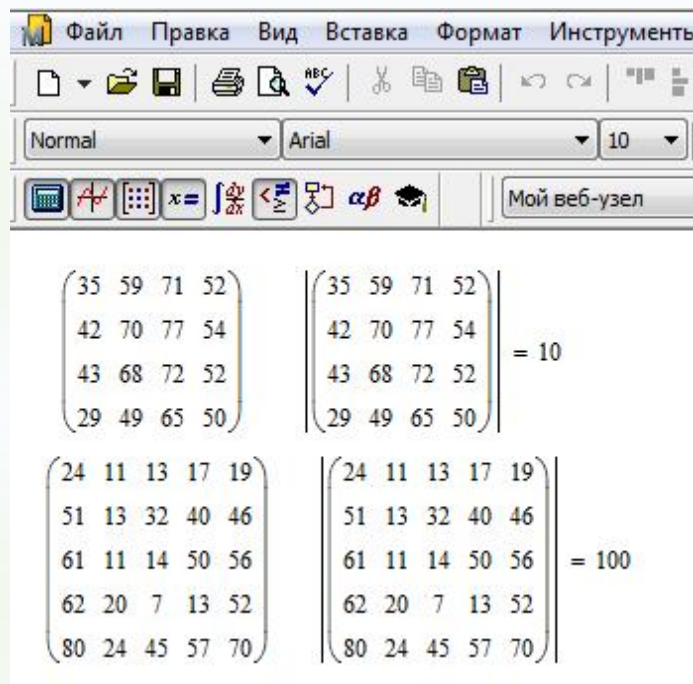 Файл Правка Вид Вставка Формат Инструменты
ABC
Normal Arial 10
x= ∫ dy/dx <≠≥ αβ Мой веб-узел
35 59 71 52 35 59 71 52
42 70 77 54 42 70 77 54
43 68 72 52 43 68 72 52
= 10
29 49 65 50 29 49 65 50
24 11 13 17 19 24 11 13 17 19
51 13 32 40 46 51 13 32 40 46
61 11 14 50 56 61 11 14 50 56 = 100
62 20 7 13 52 62 20 7 13 52
80 24 45 57 70 80 24 45 57 70